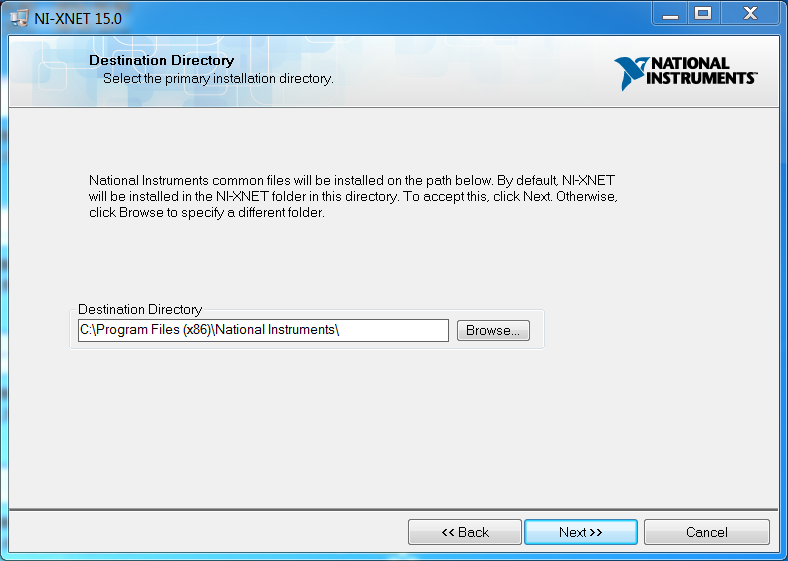 NI-XNET 15.0
Destination Directory
Select the primary installation directory.
NATIONAL
INSTRUMENTS™
National Instruments common files will be installed on the path below. By default, NI-XNET
will be installed in the NI-XNET folder in this directory. To accept this, click Next. Otherwise,
click Browse to specify a different folder.
Destination Directory
C:\Program Files (x86)\National Instruments\
Browse...
<< Back
Next >>
Cancel